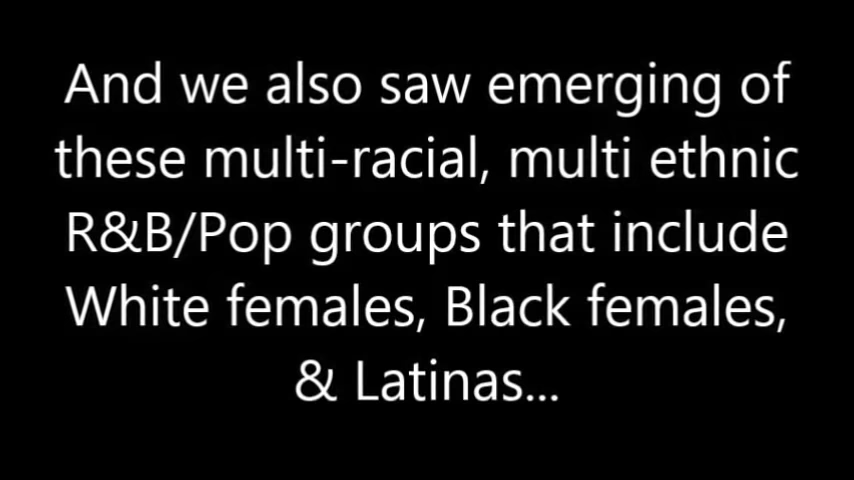 And we also saw emerging of
these multi-racial, multi ethnic
R&B/Pop groups that include
White females, Black females,
& Latinas...